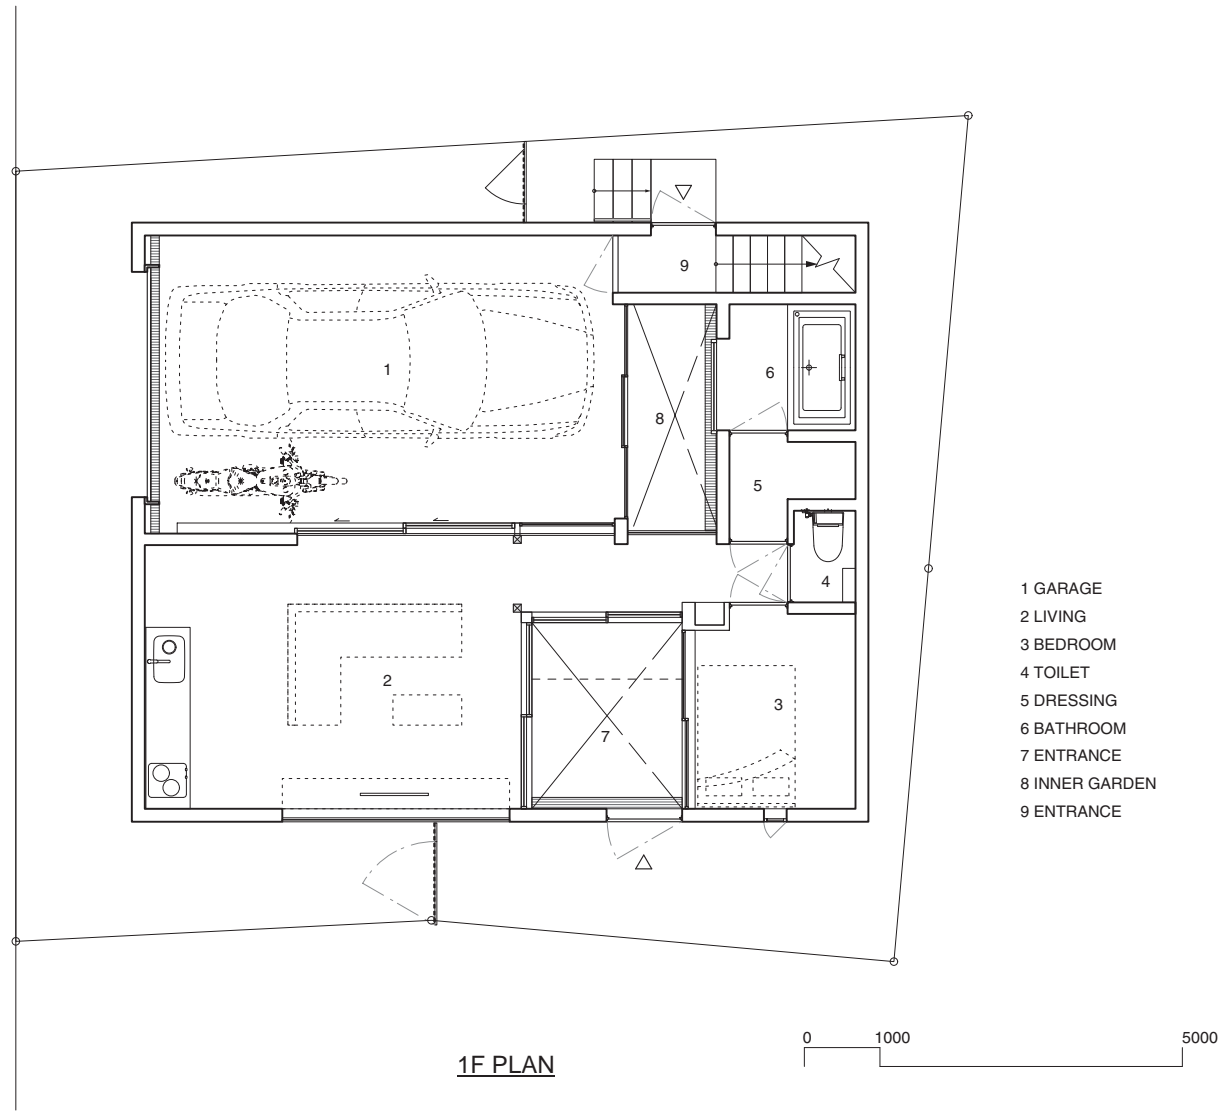 9
1
6
8
5
4
2
3
7
1 GARAGE
2 LIVING
3 BEDROOM
4 TOILET
5 DRESSING
6 BATHROOM
7 ENTRANCE
8 INNER GARDEN
9 ENTRANCE
0 1000 5000
1F PLAN